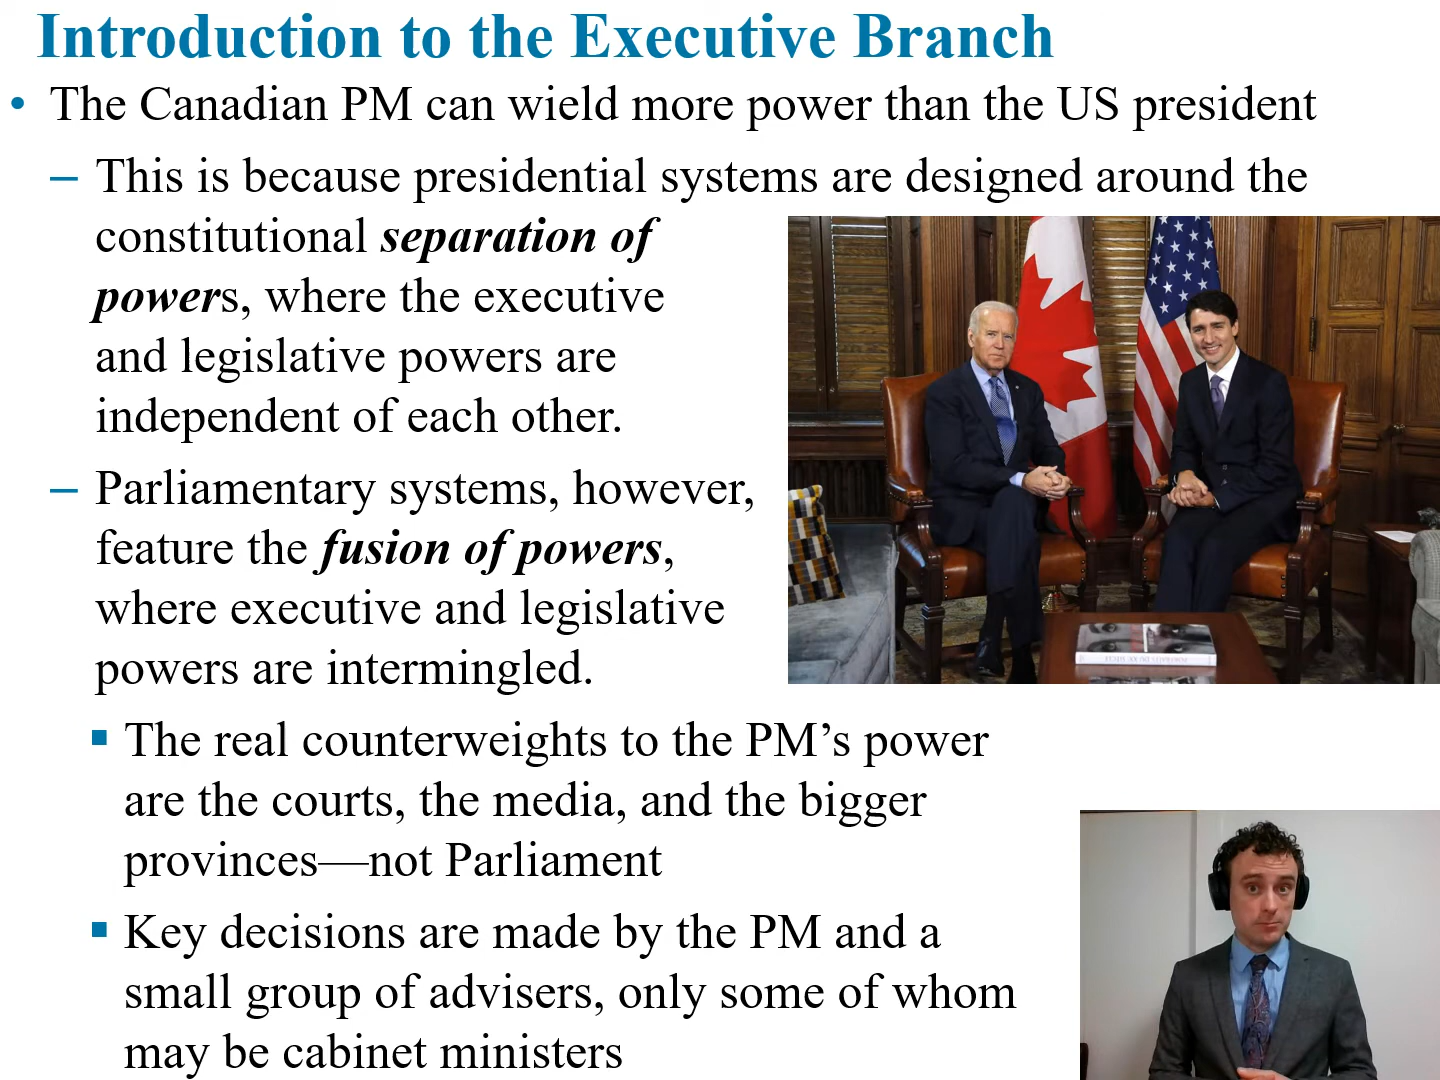 Introduction to the Executive Branch
• The Canadian PM can wield more power than the US president
– This is because presidential systems are designed around the
constitutional separation of
powers, where the executive
and legislative powers are
independent of each other.
– Parliamentary systems, however,
feature the fusion of powers,
where executive and legislative
powers are intermingled.
▪ The real counterweights to the PM’s power
are the courts, the media, and the bigger
provinces—not Parliament
▪ Key decisions are made by the PM and a
small group of advisers, only some of whom
may be cabinet ministers